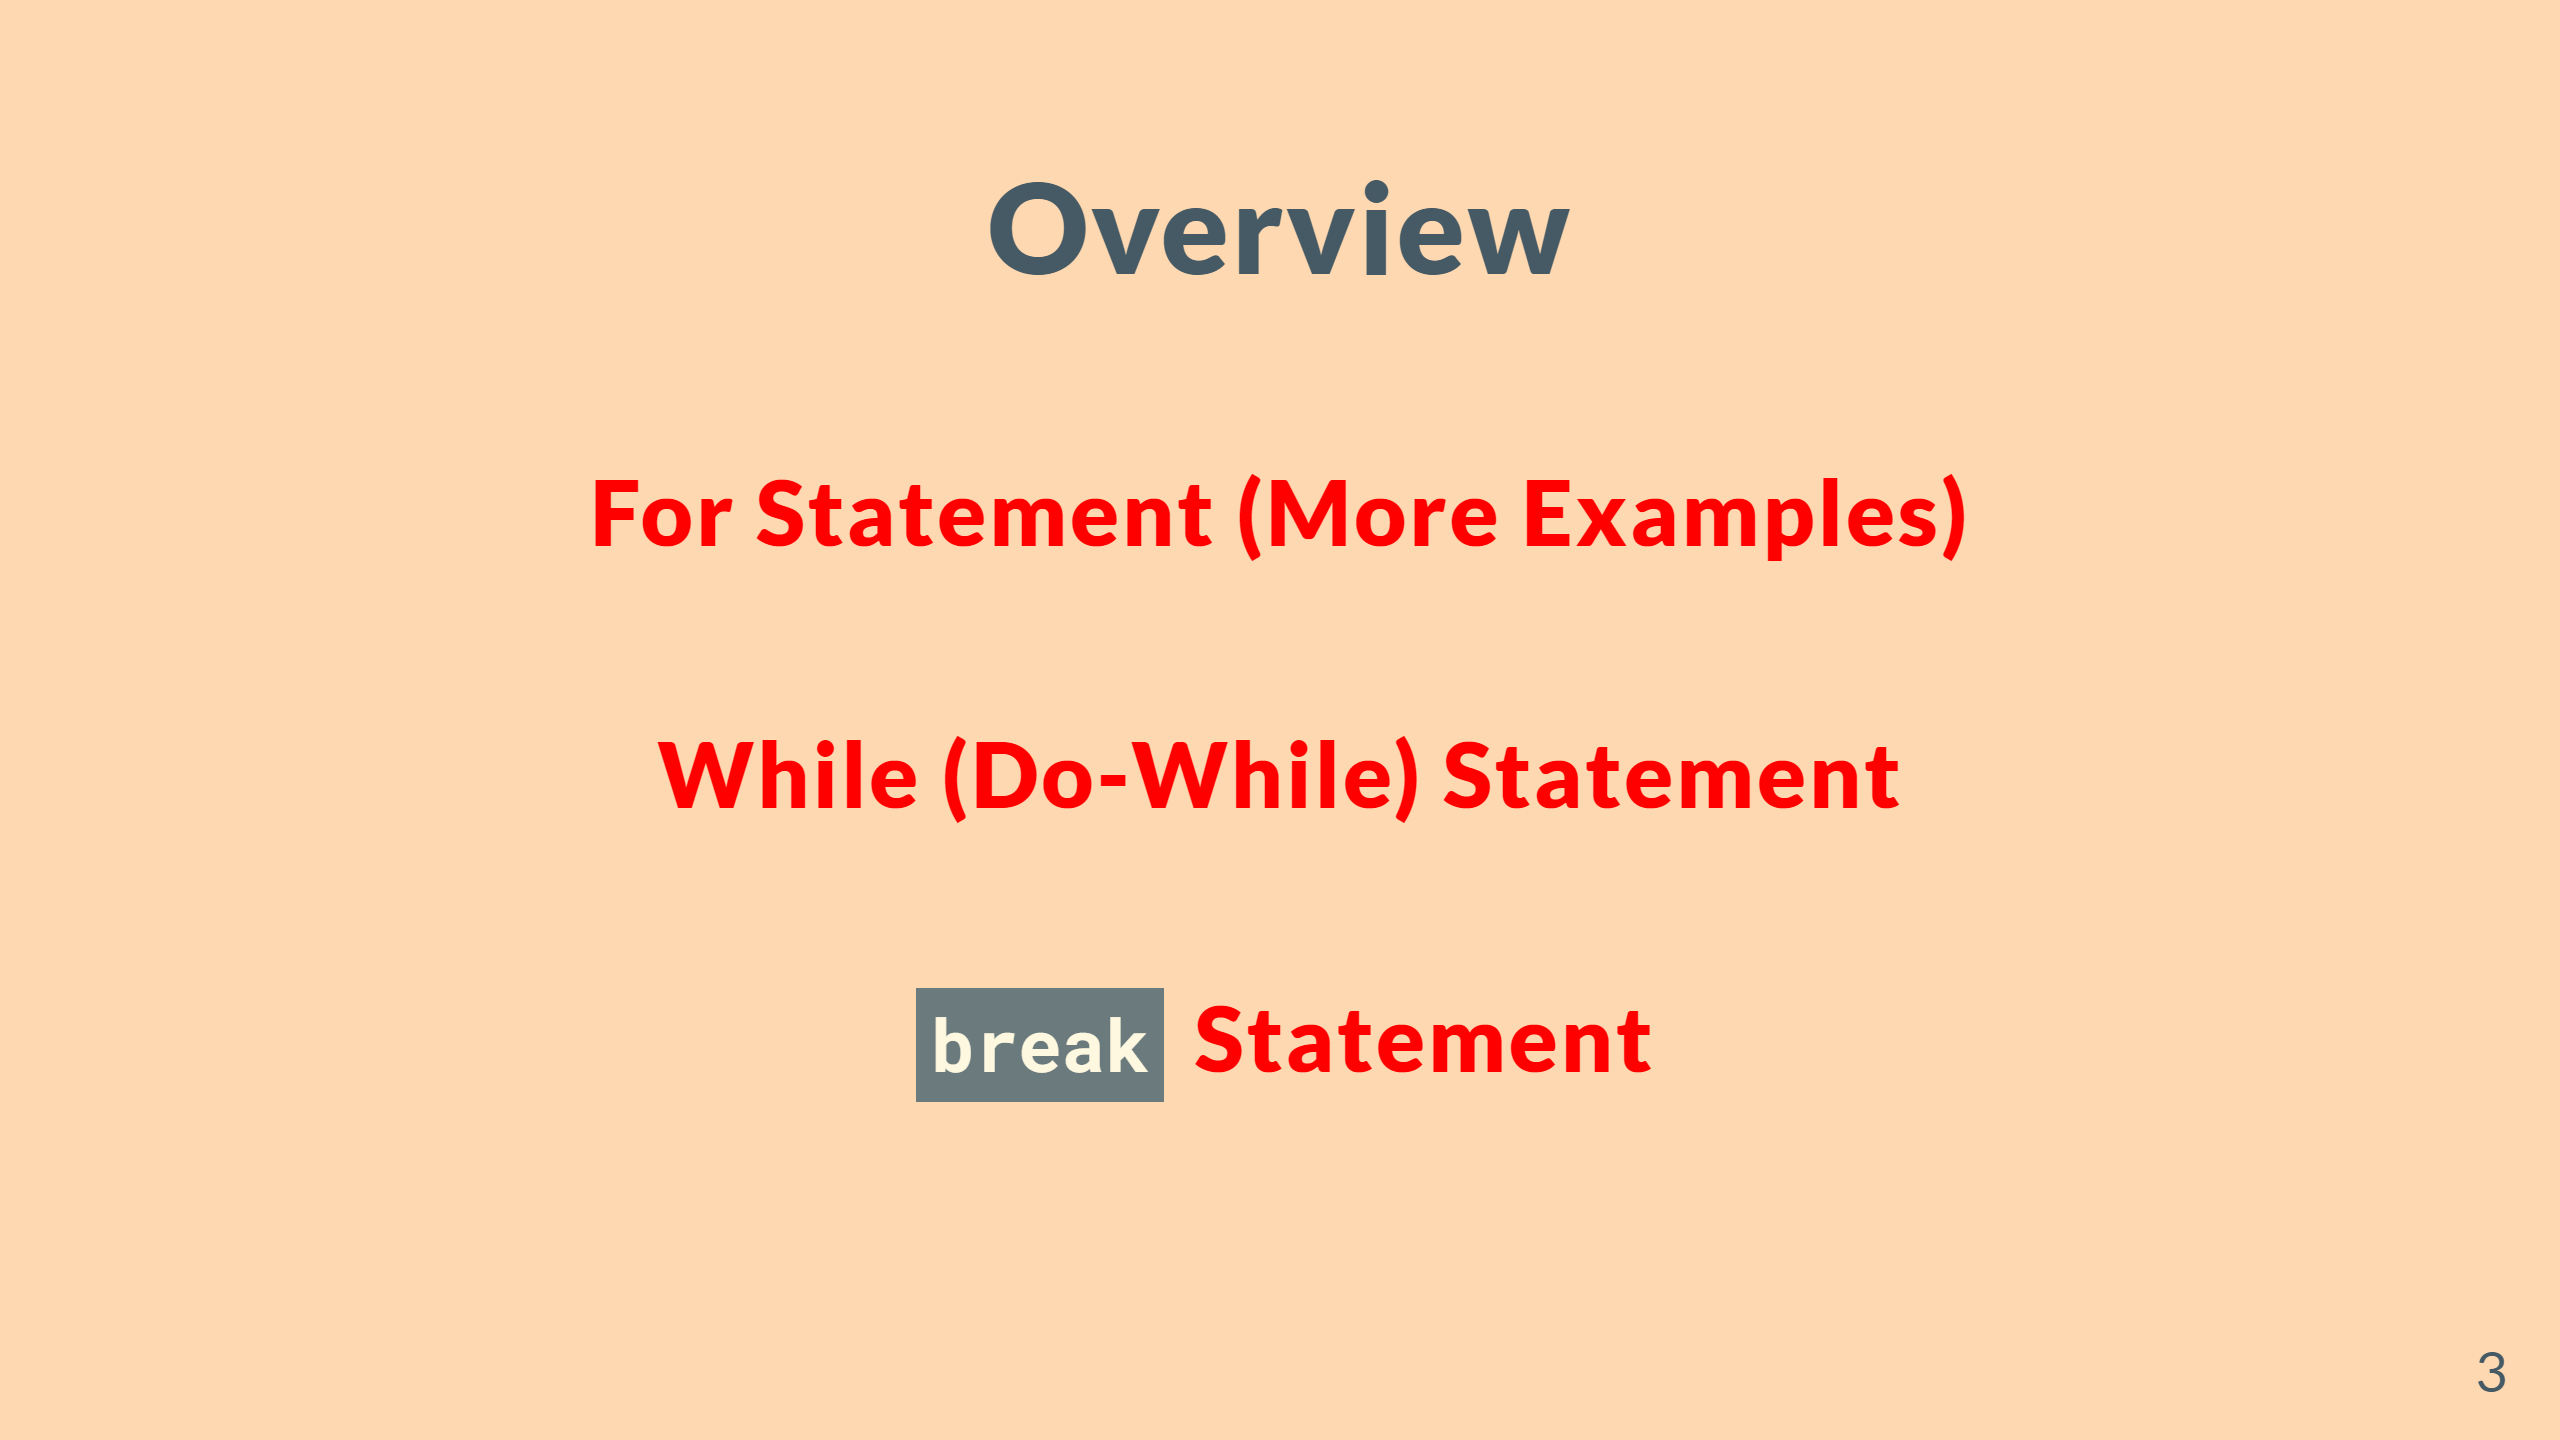 Overview
For Statement (More Examples)
While (Do-While) Statement
break Statement
3